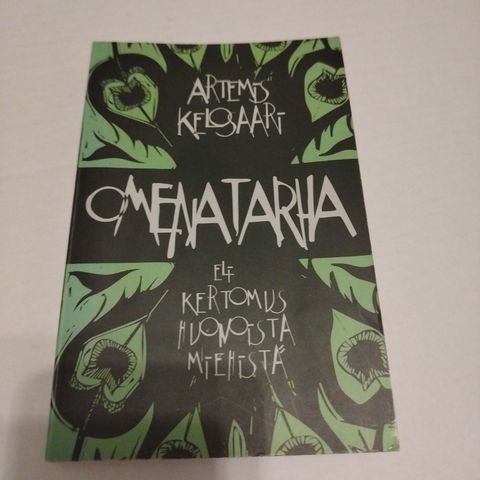 ARTEMIS
KELOSAARI
OMENATARHA
ELI
KERTOMUS
HUONOISTA
MIEHISTÄ